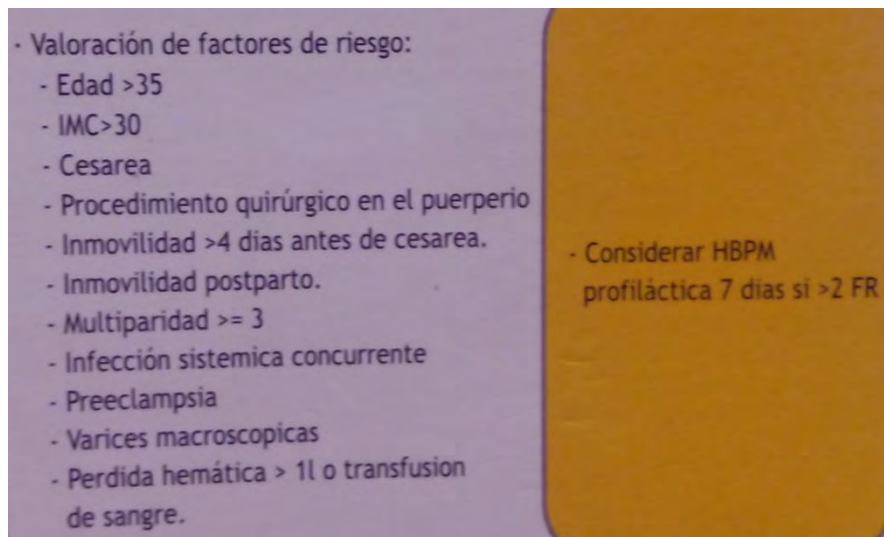 - Valoración de factores de riesgo:
- Edad >35
- IMC>30
- Cesarea
- Procedimiento quirúrgico en el puerperio
- Inmovilidad >4 dias antes de cesarea.
- Inmovilidad postparto.
- Multiparidad >= 3
- Infección sistemica concurrente
- Preeclampsia
- Varices macroscopicas
- Perdida hemática > 1l o transfusion
de sangre.
- Considerar HBPM
profiláctica 7 dias si >2 FR